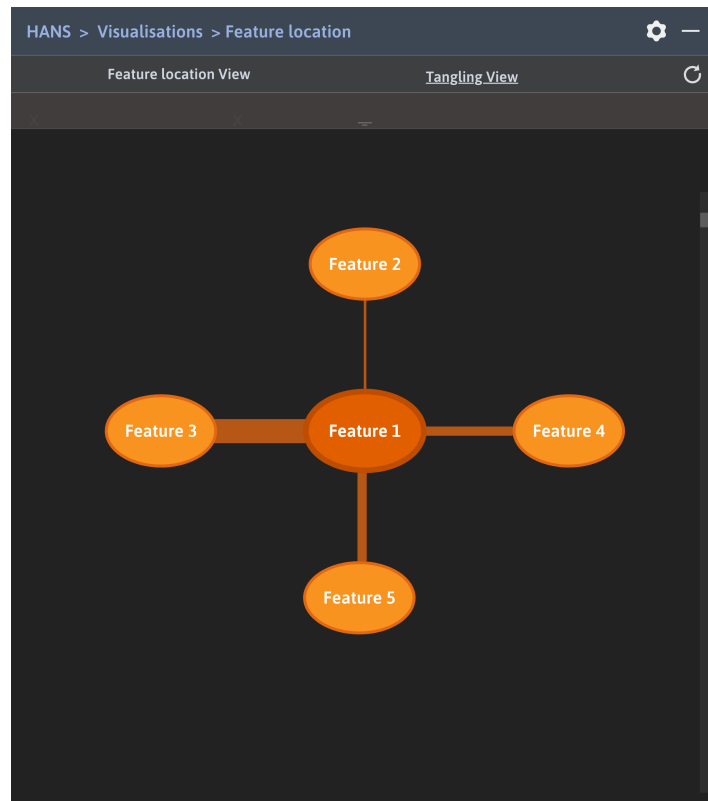 HANS > Visualisations > Feature location
Feature location View
Tangling View
X X
Feature 2
Feature 3
Feature 1
Feature 4
Feature 5